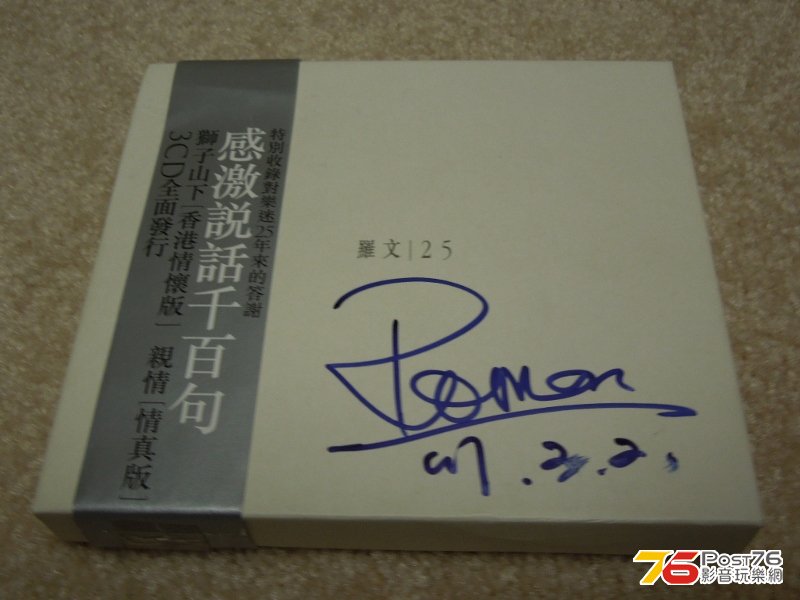 特別收錄對樂迷25年來的答謝
感激說話千百句
獅子山下[香港情懷版] 親情[情真版]
3CD全面發行
羅文|25
Roman
97.2.2.
76 Post76
影音玩樂網